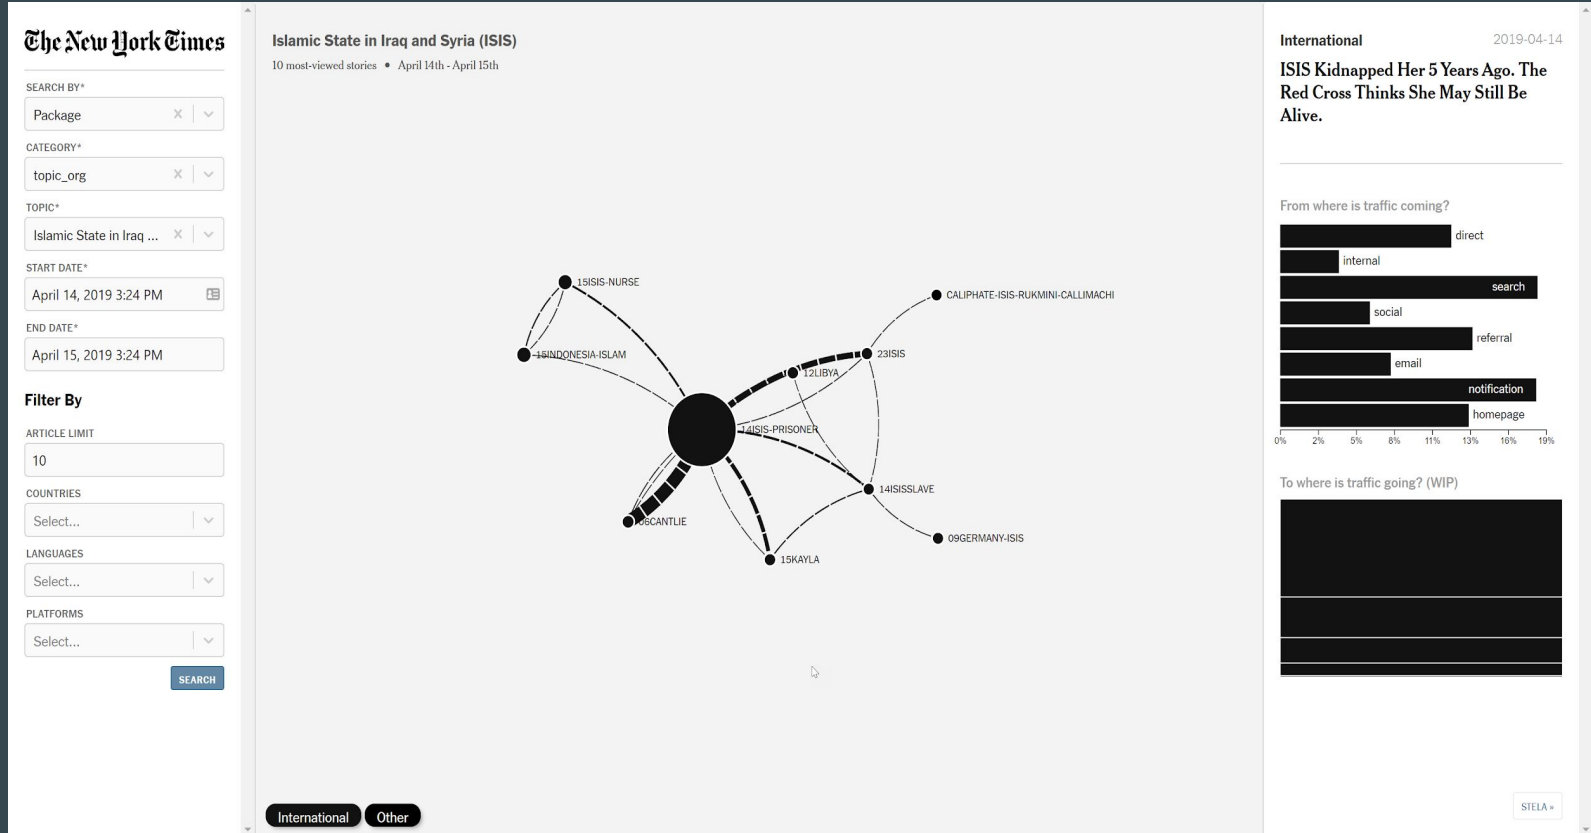 The New York Times
SEARCH BY*
Package
CATEGORY*
topic_org
TOPIC*
Islamic State in Iraq ...
START DATE*
April 14, 2019 3:24 PM
END DATE*
April 15, 2019 3:24 PM
Filter By
ARTICLE LIMIT
10
COUNTRIES
Select...
LANGUAGES
Select...
PLATFORMS
Select...
SEARCH
Islamic State in Iraq and Syria (ISIS)
10 most-viewed stories • April 14th - April 15th
15ISIS-NURSE
CALIPHATE-ISIS-RUKMINI-CALLIMACHI
15INDONESIA-ISLAM
23ISIS
12LIBYA
14ISIS-PRISONER
14ISISSLAVE
06CANTLIE
09GERMANY-ISIS
15KAYLA
International
Other
International 2019-04-14
ISIS Kidnapped Her 5 Years Ago. The
Red Cross Thinks She May Still Be
Alive.
From where is traffic coming?
direct
internal
search
social
referral
email
notification
homepage
0% 2% 5% 8% 11% 13% 16% 19%
To where is traffic going? (WIP)
STELA »